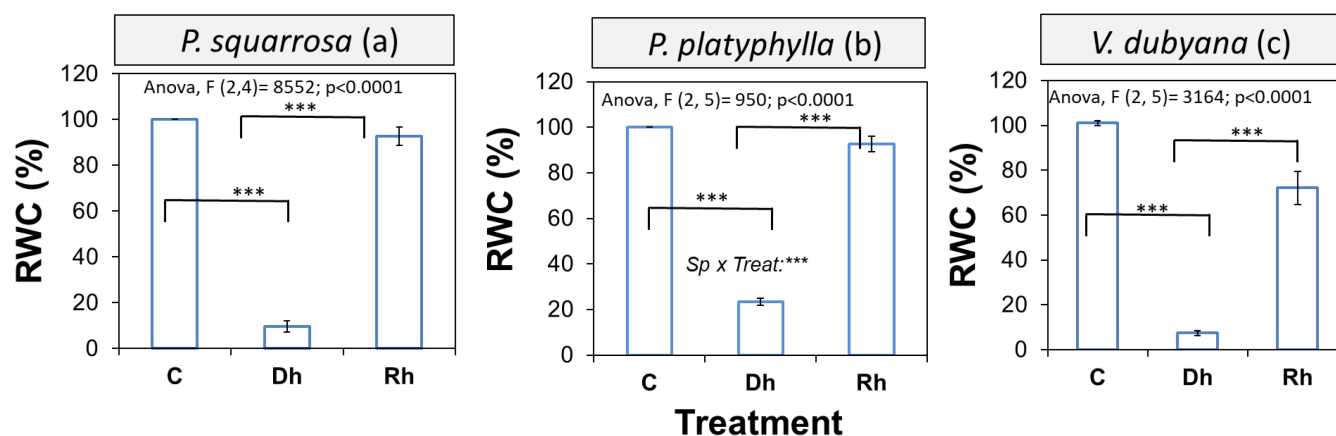 P. squarrosa (a)
Anova, F (2,4)= 8552; p<0.0001
RWC (%)
120
100
80
60
40
20
0
***
***
C
Dh
Rh
P. platyphylla (b)
Anova, F (2, 5)= 950; p<0.0001
RWC (%)
120
100
80
60
40
20
0
***
***
Sp x Treat:***
C
Dh
Rh
Treatment
V. dubyana (c)
Anova, F (2, 5)= 3164; p<0.0001
RWC (%)
120
100
80
60
40
20
0
***
***
C
Dh
Rh